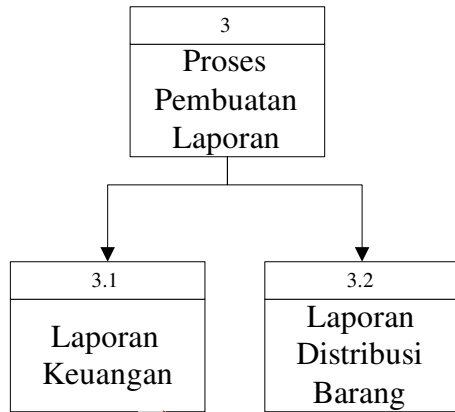 3
Proses
Pembuatan
Laporan
3.1
Laporan
Keuangan
3.2
Laporan
Distribusi
Barang